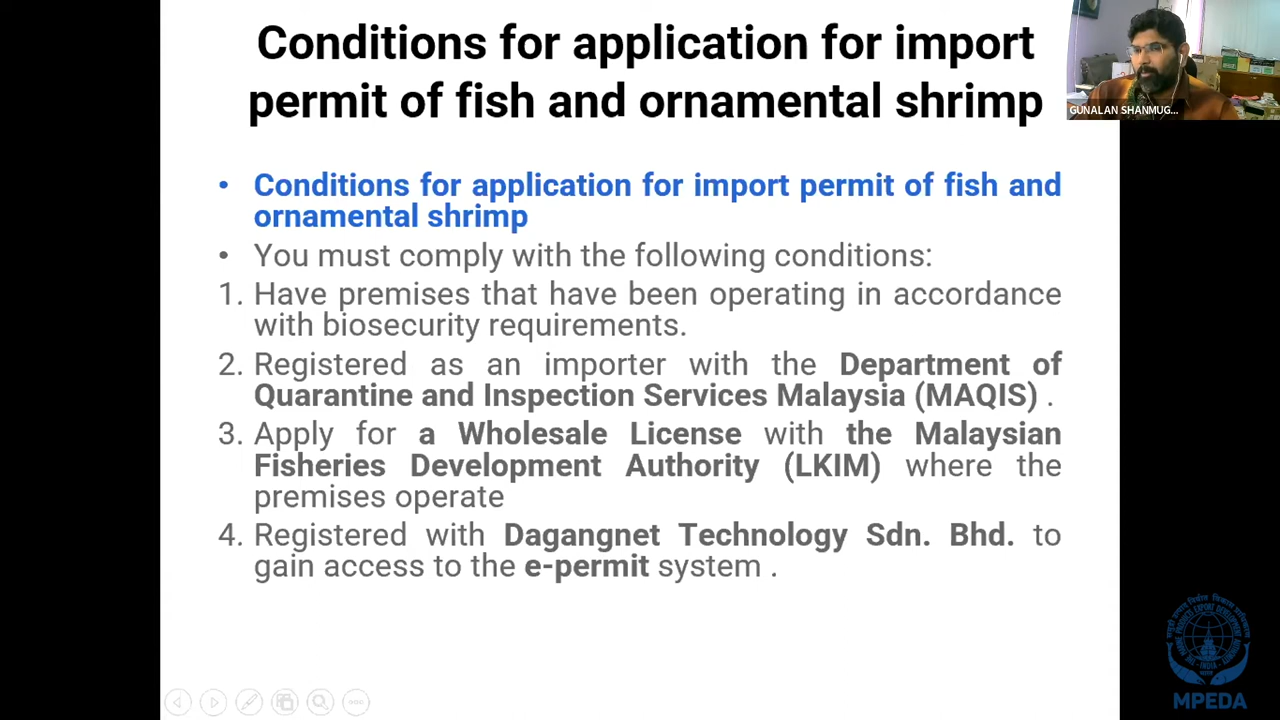 Conditions for application for import
permit of fish and ornamental shrimp
GUNALAN SHANMUG...
• Conditions for application for import permit of fish and
ornamental shrimp
• You must comply with the following conditions:
1. Have premises that have been operating in accordance
with biosecurity requirements.
2. Registered as an importer with the Department of
Quarantine and Inspection Services Malaysia (MAQIS) .
3. Apply for a Wholesale License with the Malaysian
Fisheries Development Authority (LKIM) where the
premises operate
4. Registered with Dagangnet Technology Sdn. Bhd. to
gain access to the e-permit system .
MPEDA